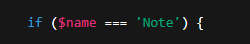 if ($name === 'Note') {